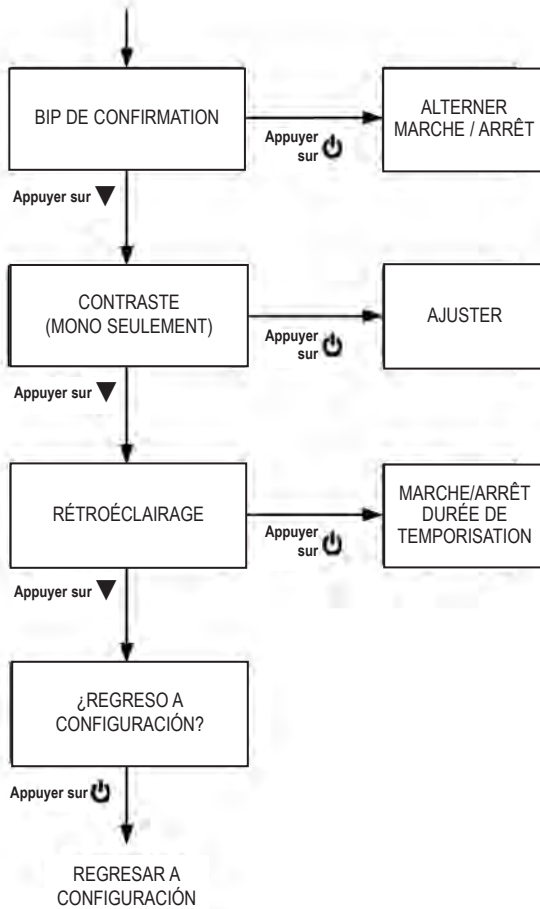 BIP DE CONFIRMATION
Appuyer
sur
ALTERNER
MARCHE / ARRÊT
Appuyer sur ▼
CONTRASTE
(MONO SEULEMENT)
Appuyer
sur
AJUSTER
Appuyer sur ▼
RÉTROÉCLAIRAGE
Appuyer
sur
MARCHE/ARRÊT
DURÉE DE
TEMPORISATION
Appuyer sur ▼
¿REGRESO A
CONFIGURACIÓN?
Appuyer sur
REGRESAR A
CONFIGURACIÓN